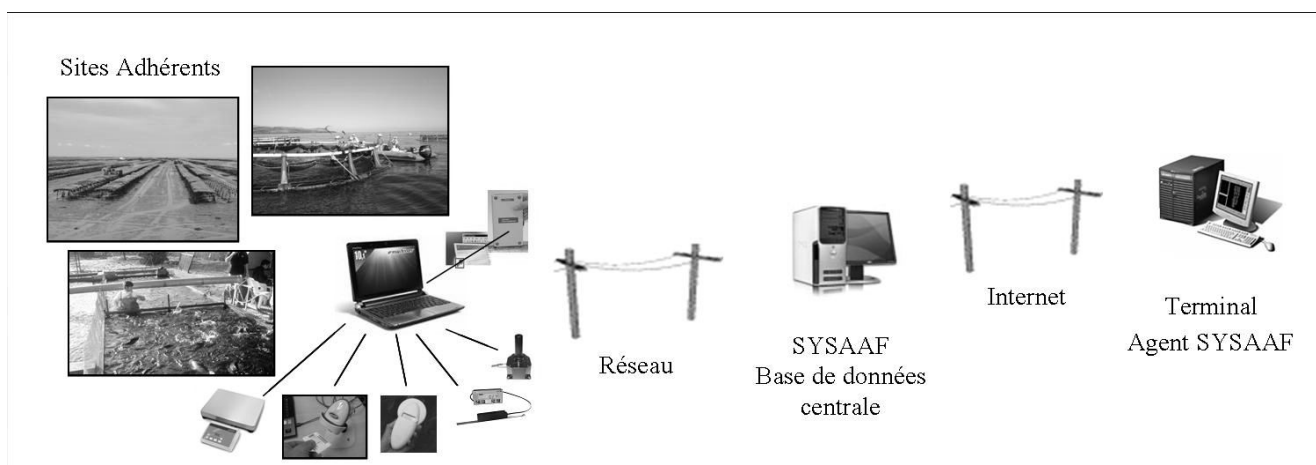 Sites Adhérents
Réseau
SYSAAF
Base de données
centrale
Internet
Terminal
Agent SYSAAF